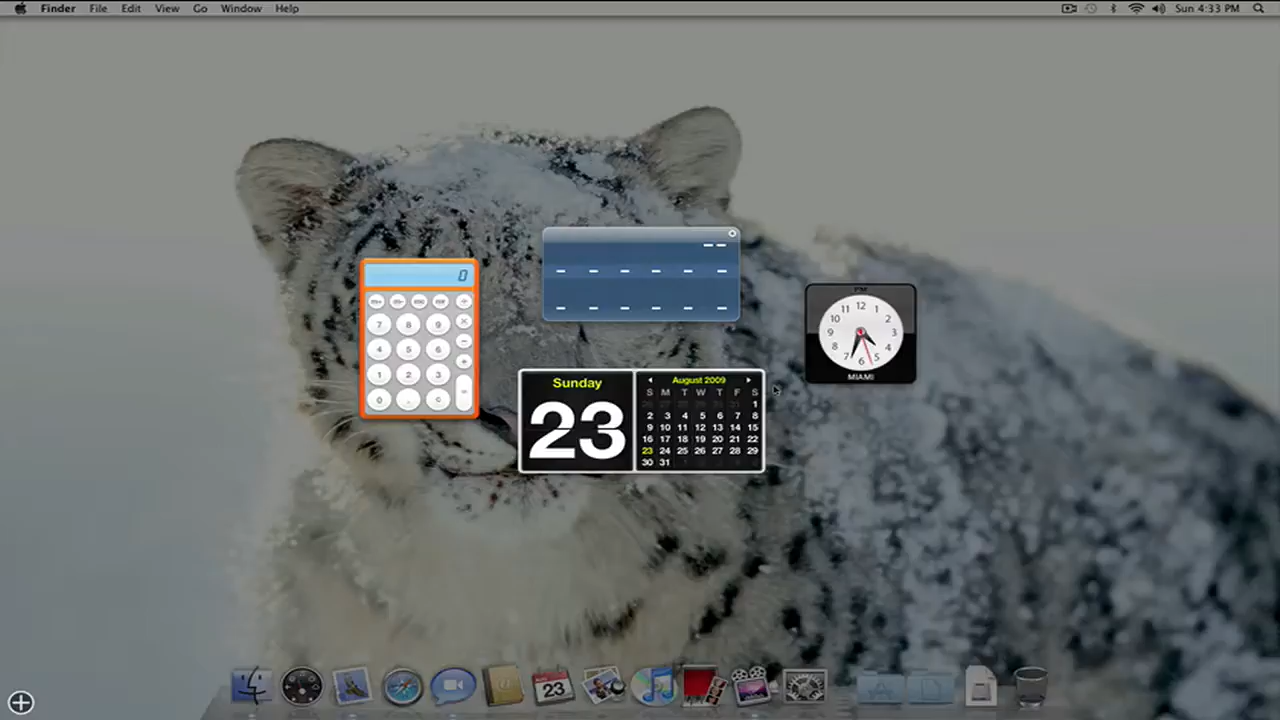 Finder File Edit View Go Window Help Sun 4:33 PM
0
7 8 9
4 5 6
1 2 3
0 . c
Sunday
23
August 2009
S M T W T F S
1
2 3 4 5 6 7 8
9 10 11 12 13 14 15
16 17 18 19 20 21 22
23 24 25 26 27 28 29
30 31
PM
12 1 2 3 4 5 6 7 8 9 10 11
MIAMI
23